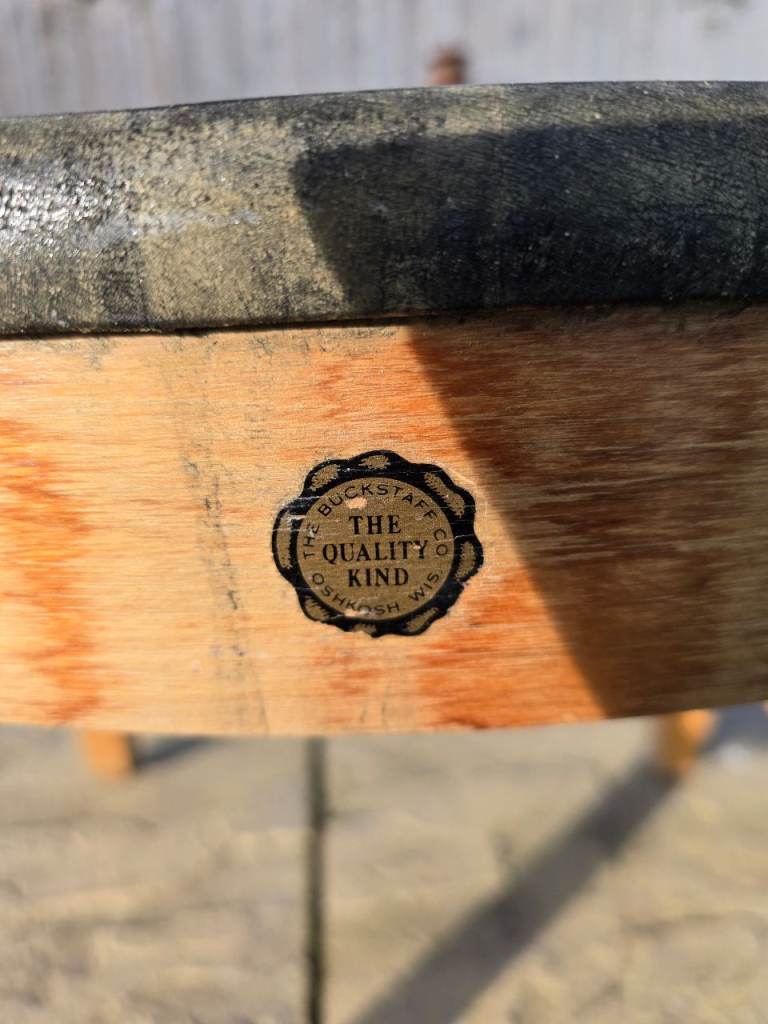 THE BUCKSTAFF CO
THE
QUALITY
KIND
OSHKOSH WIS